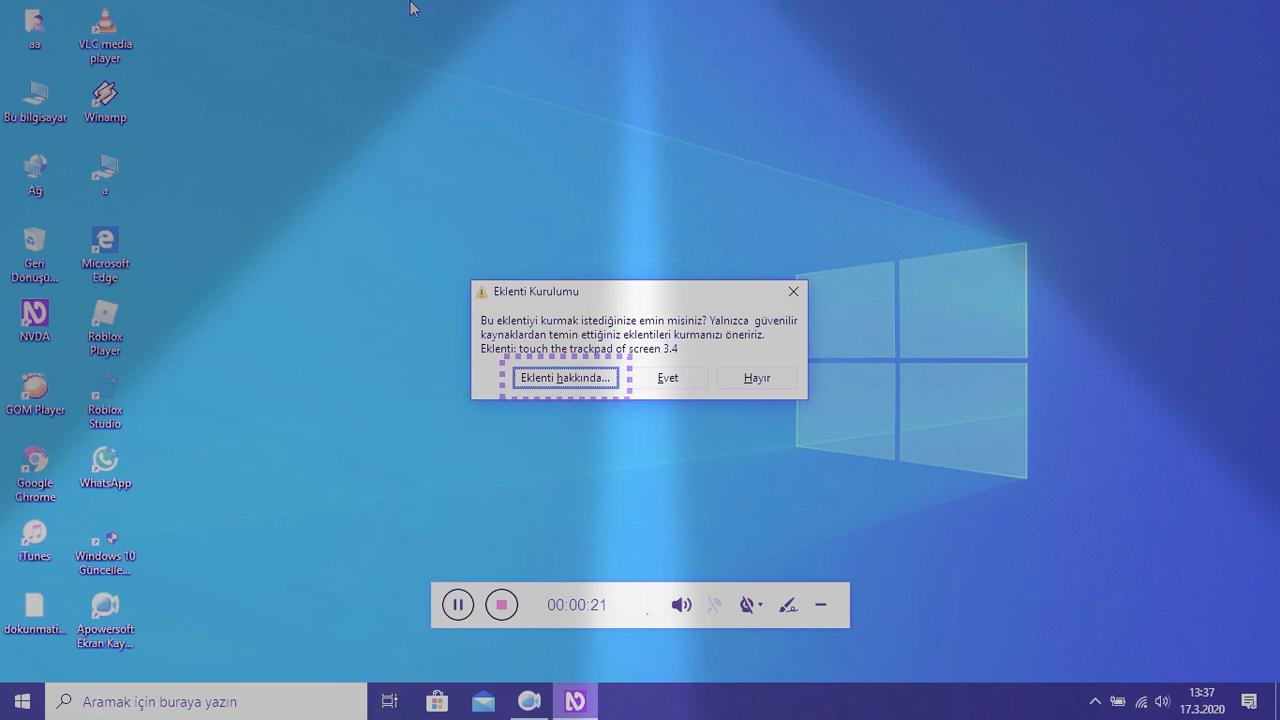 aa
VLC media
player
Bu bilgisayar
Winamp
Ağ
a
Geri
Dönüşü...
Microsoft
Edge
NVDA
Roblox
Player
GOM Player
Roblox
Studio
Google
Chrome
WhatsApp
iTunes
Windows 10
Güncelle...
dokunmati...
Apowersoft
Ekran Kay...
Eklenti Kurulumu
Bu eklentiyi kurmak istediğinize emin misiniz? Yalnızca güvenilir
kaynaklardan temin ettiğiniz eklentileri kurmanızı öneririz.
Eklenti: touch the trackpad of screen 3.4
Eklenti hakkında...
Evet
Hayır
00:00:21
Aramak için buraya yazın
13:37
17.3.2020